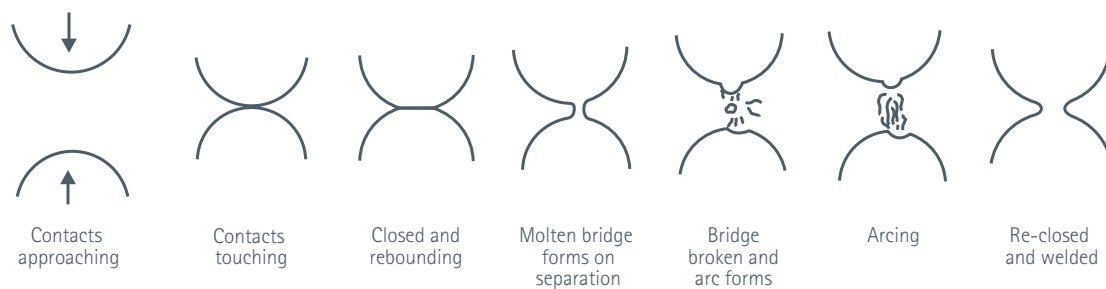 Contacts
approaching
Contacts
touching
Closed and
rebounding
Molten bridge
forms on
separation
Bridge
broken and
arc forms
Arcing
Re-closed
and welded